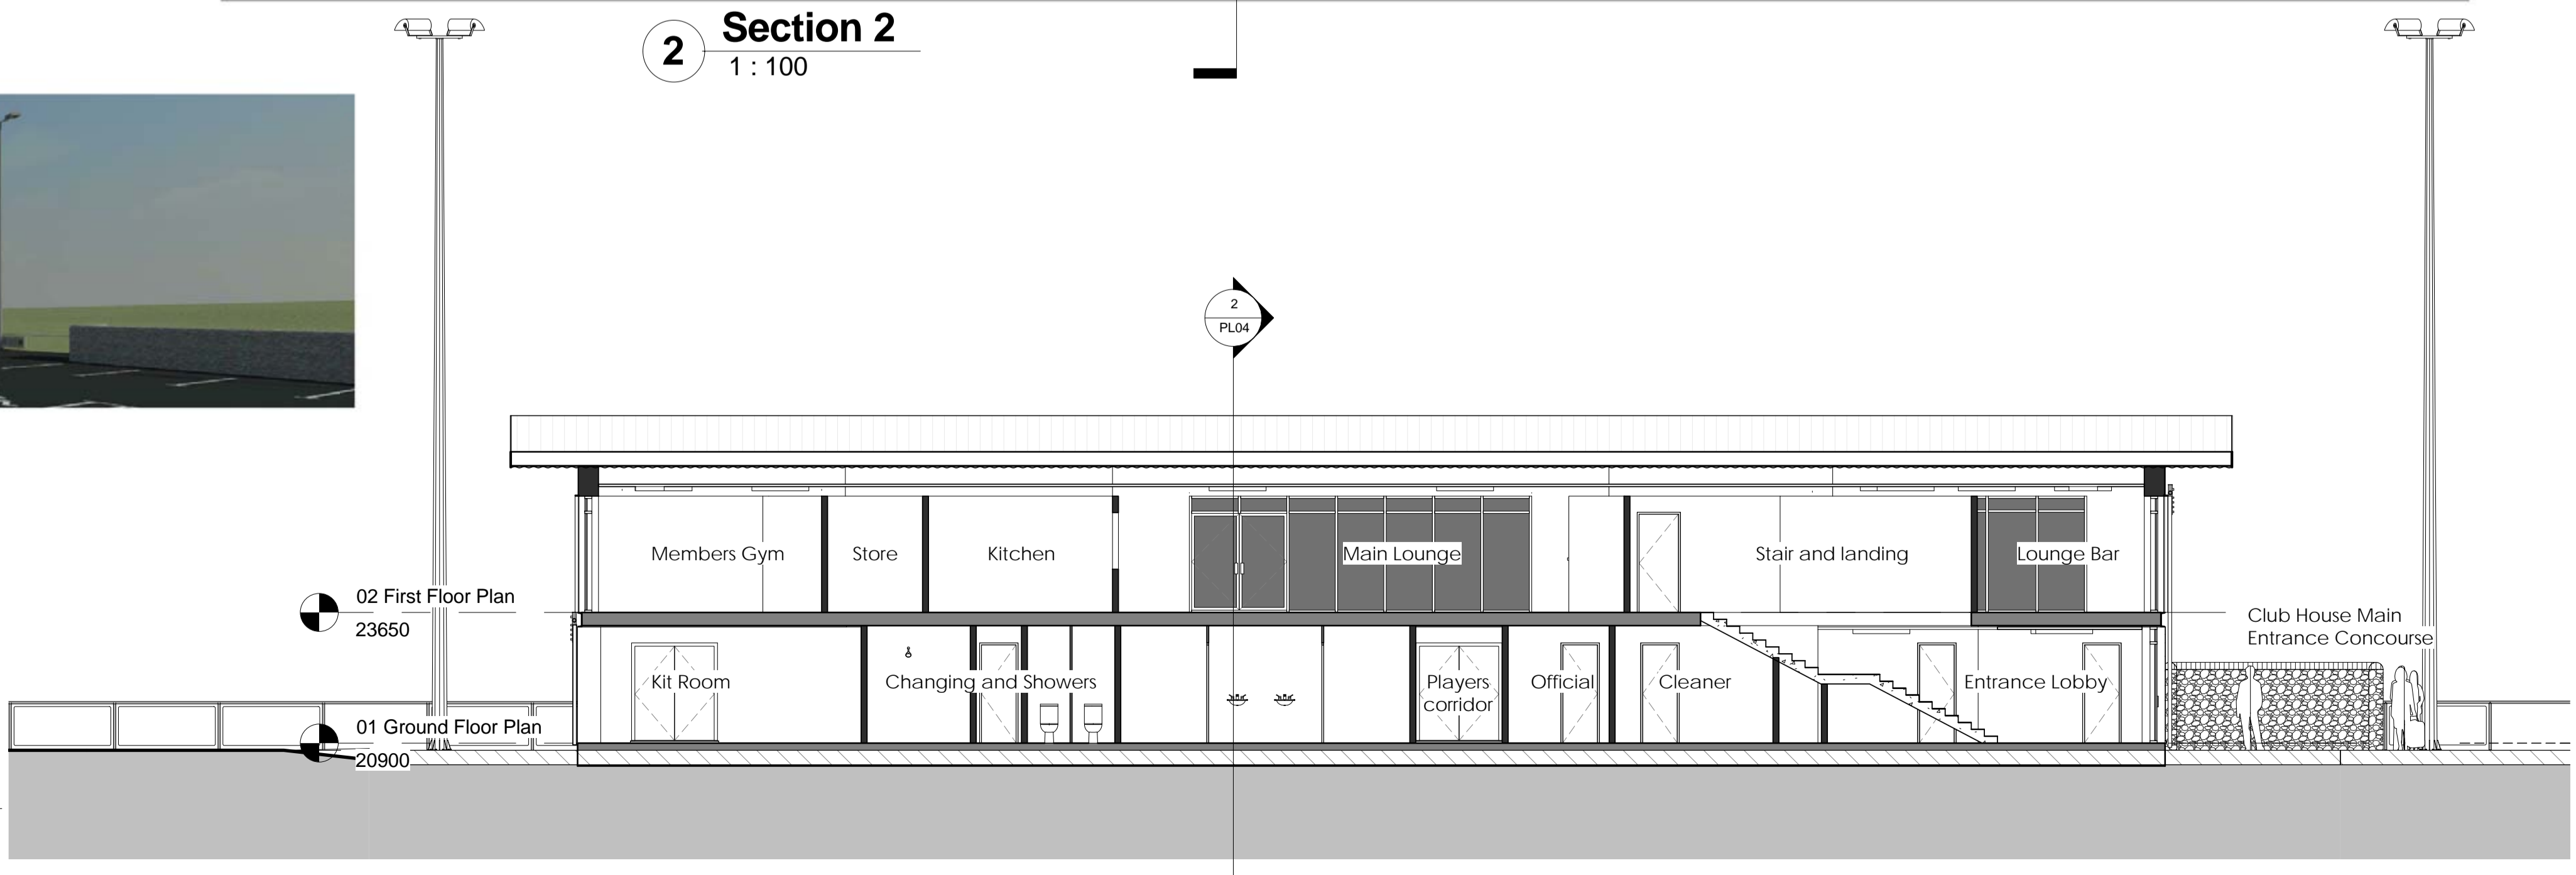 2
Section 2
1 : 100
2
PL04
Members Gym
Store
Kitchen
Main Lounge
Stair and landing
Lounge Bar
02 First Floor Plan
23650
Club House Main
Entrance Concourse
Kit Room
Changing and Showers
Players
corridor
Official
Cleaner
Entrance Lobby
01 Ground Floor Plan
20900